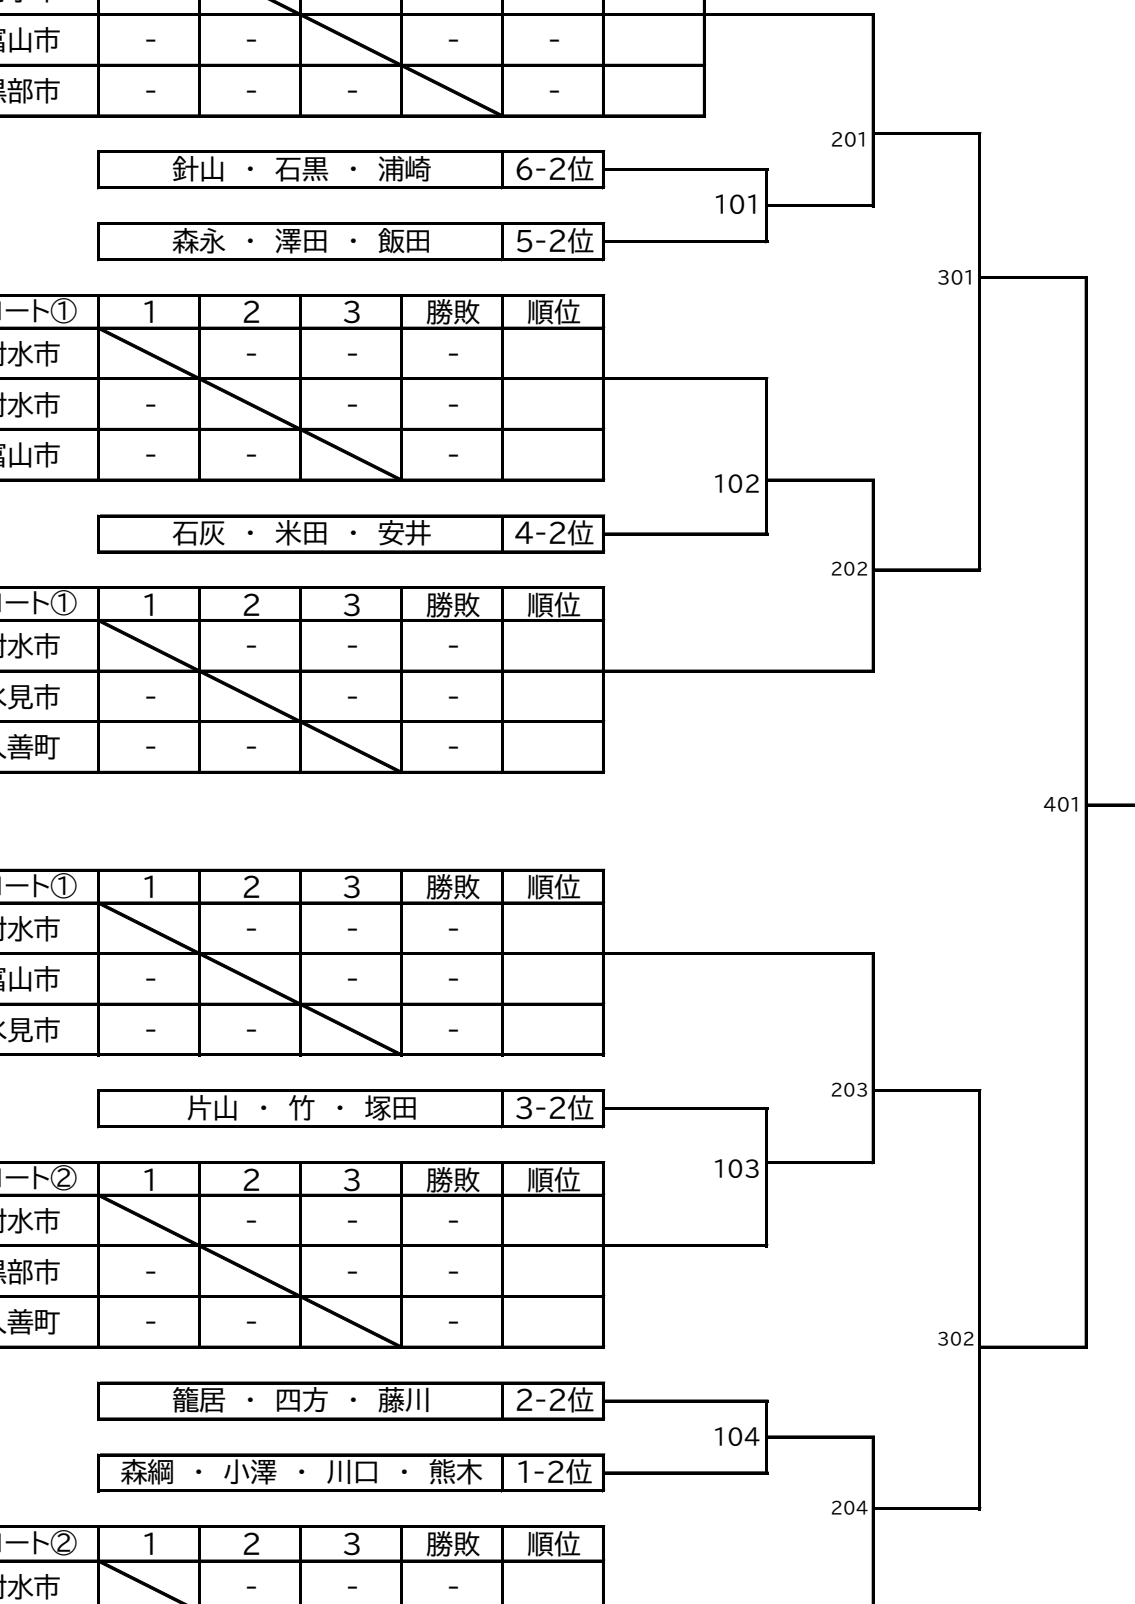 富山市 - - - -
黒部市 - - - -
201
針山 ・ 石黒 ・ 浦崎 6-2位
101
森永 ・ 澤田 ・ 飯田 5-2位
301
ート① 1 2 3 勝敗 順位
水市 - - -
水市 - - -
富山市 - - -
102
石灰 ・ 米田 ・ 安井 4-2位
202
ート① 1 2 3 勝敗 順位
水市 - - -
見市 - - -
善町 - - -
401
ート① 1 2 3 勝敗 順位
水市 - - -
富山市 - - -
見市 - - -
203
片山 ・ 竹 ・ 塚田 3-2位
103
ート② 1 2 3 勝敗 順位
水市 - - -
黒部市 - - -
善町 - - -
302
籠居 ・ 四方 ・ 藤川 2-2位
104
森綱 ・ 小澤 ・ 川口 ・ 熊木 1-2位
204
ート② 1 2 3 勝敗 順位
水市 - - -